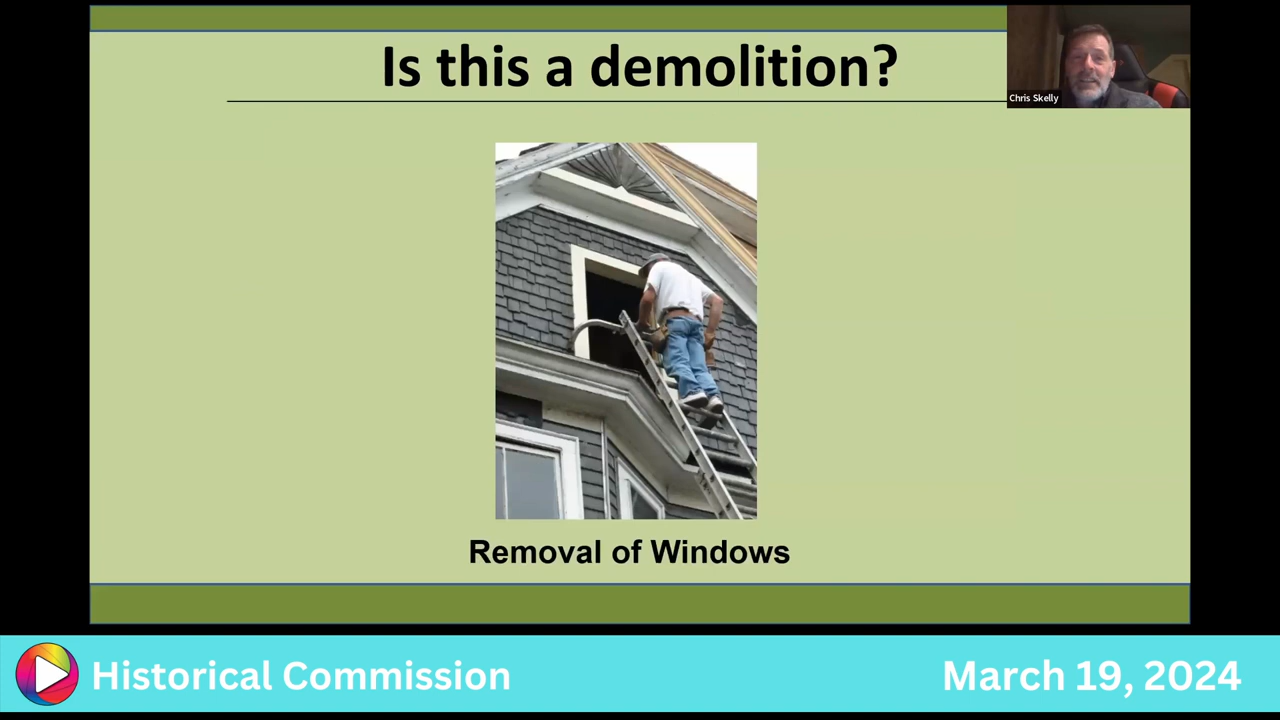 Is this a demolition?
Chris Skelly
Removal of Windows
Historical Commission
March 19, 2024